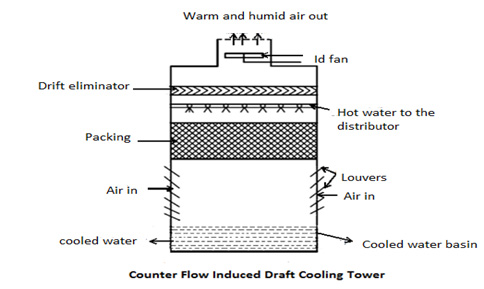 Warm and humid air out
Id fan
Drift eliminator
Hot water to the
distributor
Packing
Louvers
Air in
Air in
cooled water
Cooled water basin
Counter Flow Induced Draft Cooling Tower